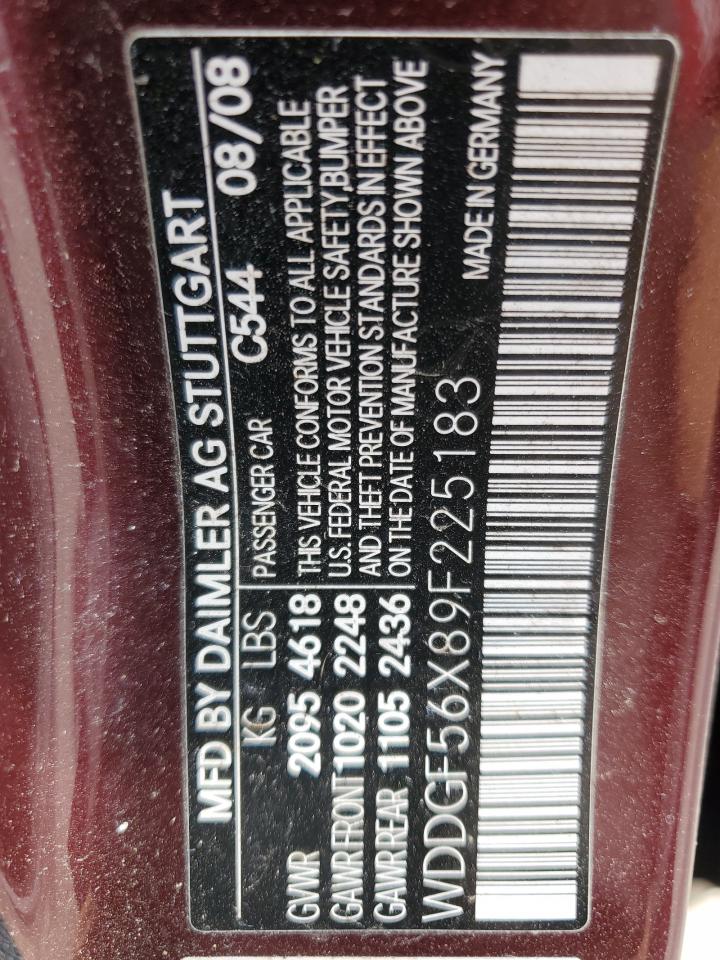 MFD BY DAIMLER AG STUTTGART
KG LBS C544 08/08
GVWR 2095 4618
GAWR FRONT 1020 2248
GAWR REAR 1105 2436
PASSENGER CAR
THIS VEHICLE CONFORMS TO ALL APPLICABLE
U.S. FEDERAL MOTOR VEHICLE SAFETY,BUMPER
AND THEFT PREVENTION STANDARDS IN EFFECT
ON THE DATE OF MANUFACTURE SHOWN ABOVE
WDDGF56X89F225183
MADE IN GERMANY